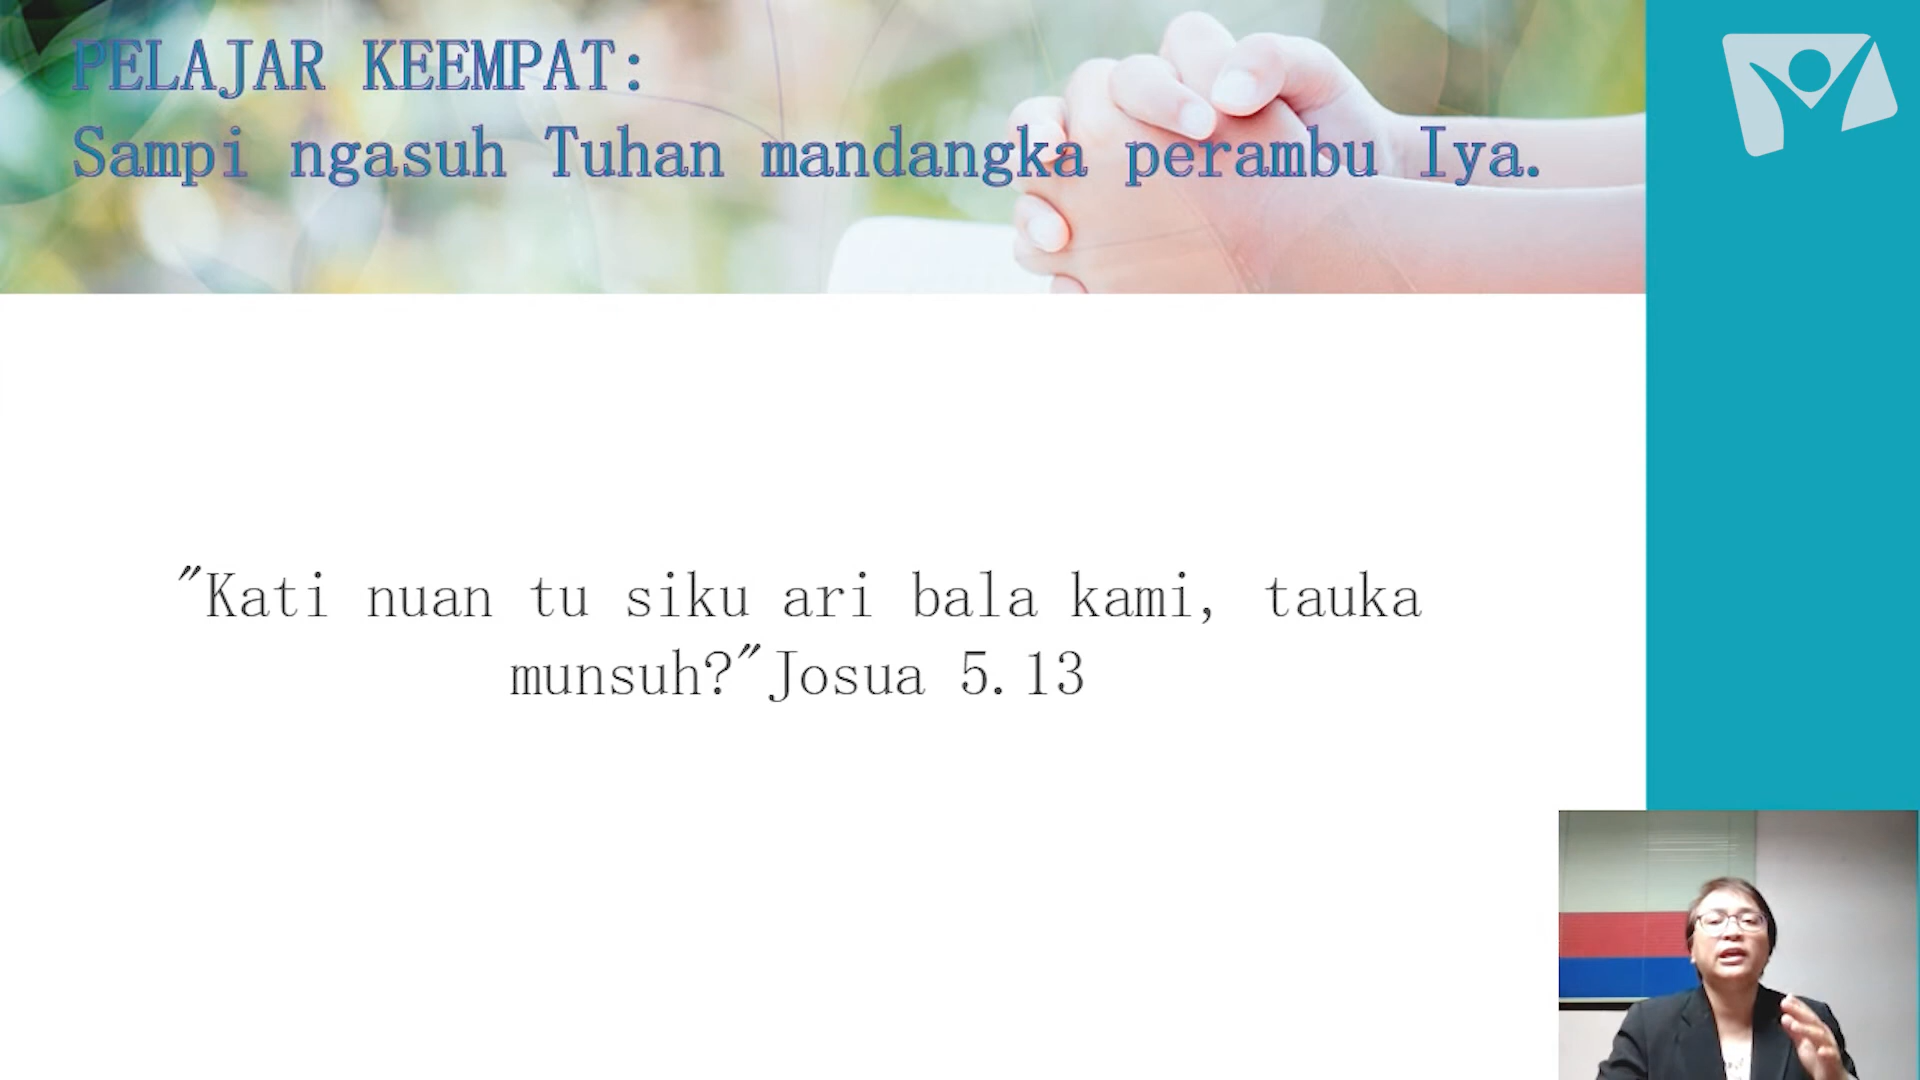 PELAJAR KEEMPAT:
Sampi ngasuh Tuhan mandangka perambu Iya.
"Kati nuan tu siku ari bala kami, tauka
munsuh?"Josua 5.13